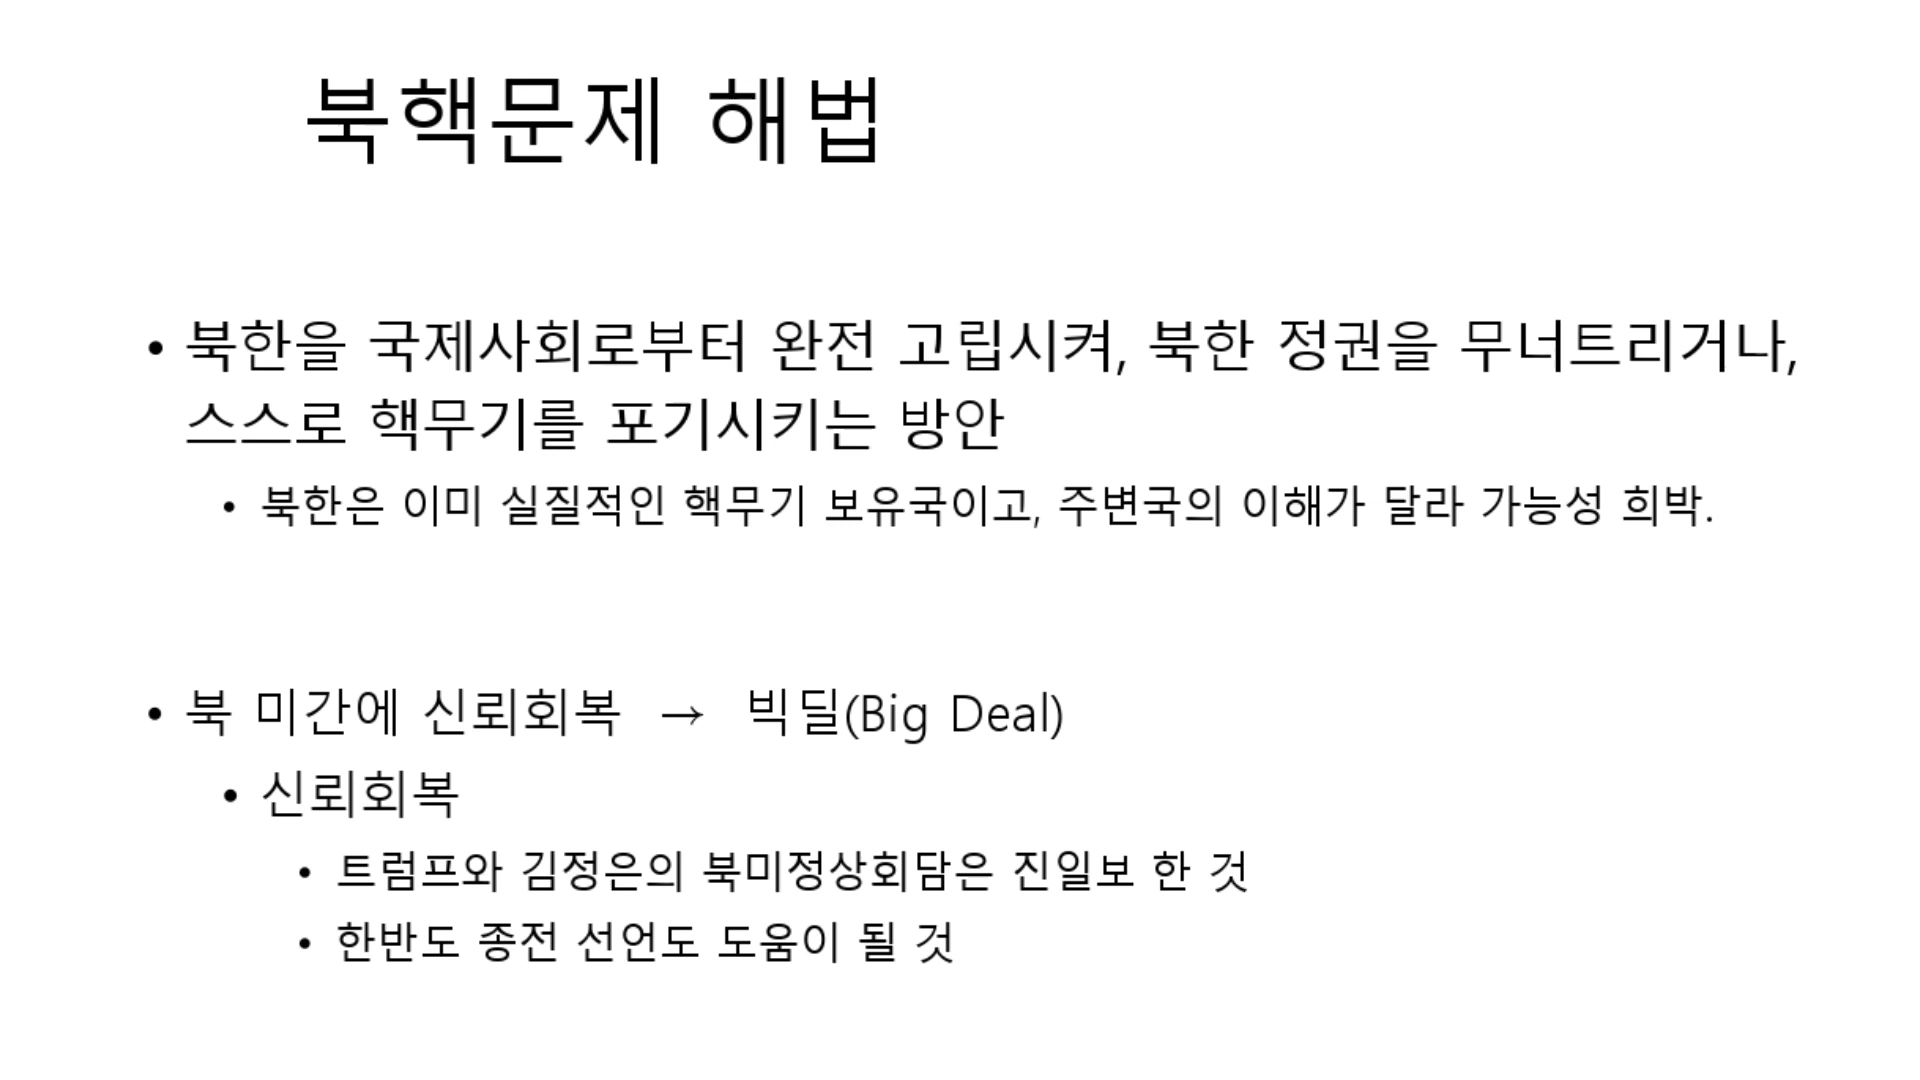 북핵문제 해법
• 북한을 국제사회로부터 완전 고립시켜, 북한 정권을 무너트리거나,
스스로 핵무기를 포기시키는 방안
• 북한은 이미 실질적인 핵무기 보유국이고, 주변국의 이해가 달라 가능성 희박.
• 북 미간에 신뢰회복 → 빅딜(Big Deal)
• 신뢰회복
• 트럼프와 김정은의 북미정상회담은 진일보 한 것
• 한반도 종전 선언도 도움이 될 것